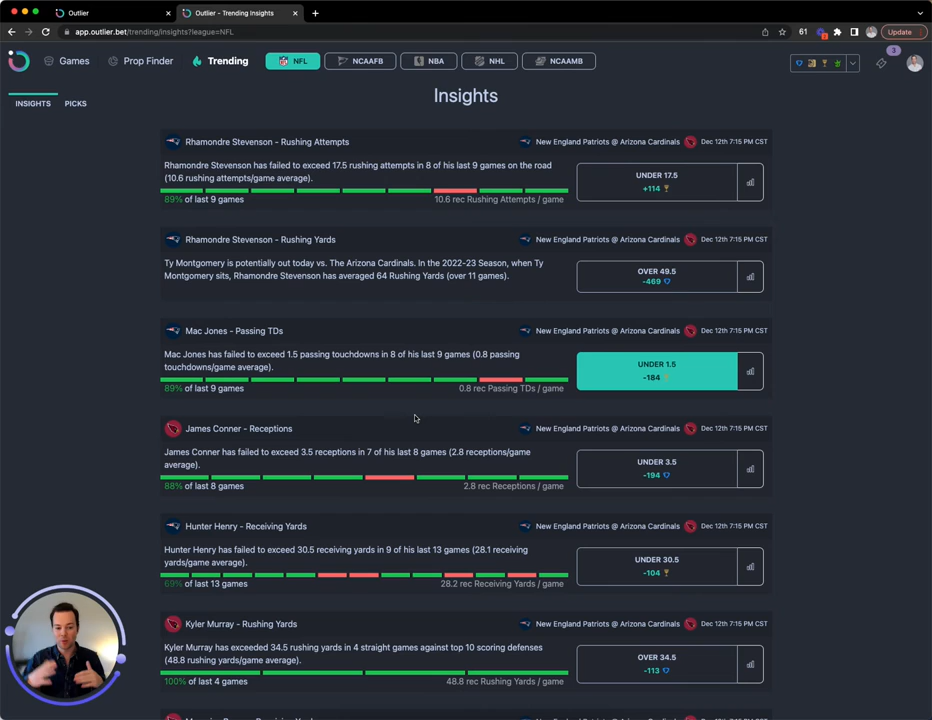 Outlier
Outlier - Trending Insights
app.outlier.bet/trending/insights?league=NFL
61
Update
Games
Prop Finder
Trending
NFL
NCAAFB
NBA
NHL
NCAAMB
3
INSIGHTS
PICKS
Insights
Rhamondre Stevenson - Rushing Attempts
New England Patriots @ Arizona Cardinals
Dec 12th 7:15 PM CST
Rhamondre Stevenson has failed to exceed 17.5 rushing attempts in 8 of his last 9 games on the road
(10.6 rushing attempts/game average).
UNDER 17.5
+114
89% of last 9 games
10.6 rec Rushing Attempts / game
Rhamondre Stevenson - Rushing Yards
New England Patriots @ Arizona Cardinals
Dec 12th 7:15 PM CST
Ty Montgomery is potentially out today vs. The Arizona Cardinals. In the 2022-23 Season, when Ty
Montgomery sits, Rhamondre Stevenson has averaged 64 Rushing Yards (over 11 games).
OVER 49.5
-469
Mac Jones - Passing TDs
New England Patriots @ Arizona Cardinals
Dec 12th 7:15 PM CST
Mac Jones has failed to exceed 1.5 passing touchdowns in 8 of his last 9 games (0.8 passing
touchdowns/game average).
UNDER 1.5
-184
89% of last 9 games
0.8 rec Passing TDs / game
James Conner - Receptions
New England Patriots @ Arizona Cardinals
Dec 12th 7:15 PM CST
James Conner has failed to exceed 3.5 receptions in 7 of his last 8 games (2.8 receptions/game
average).
UNDER 3.5
-194
88% of last 8 games
2.8 rec Receptions / game
Hunter Henry - Receiving Yards
New England Patriots @ Arizona Cardinals
Dec 12th 7:15 PM CST
Hunter Henry has failed to exceed 30.5 receiving yards in 9 of his last 13 games (28.1 receiving
yards/game average).
UNDER 30.5
-104
69% of last 13 games
28.2 rec Receiving Yards / game
Kyler Murray - Rushing Yards
New England Patriots @ Arizona Cardinals
Dec 12th 7:15 PM CST
Kyler Murray has exceeded 34.5 rushing yards in 4 straight games against top 10 scoring defenses
(48.8 rushing yards/game average).
OVER 34.5
-113
100% of last 4 games
48.8 rec Rushing Yards / game